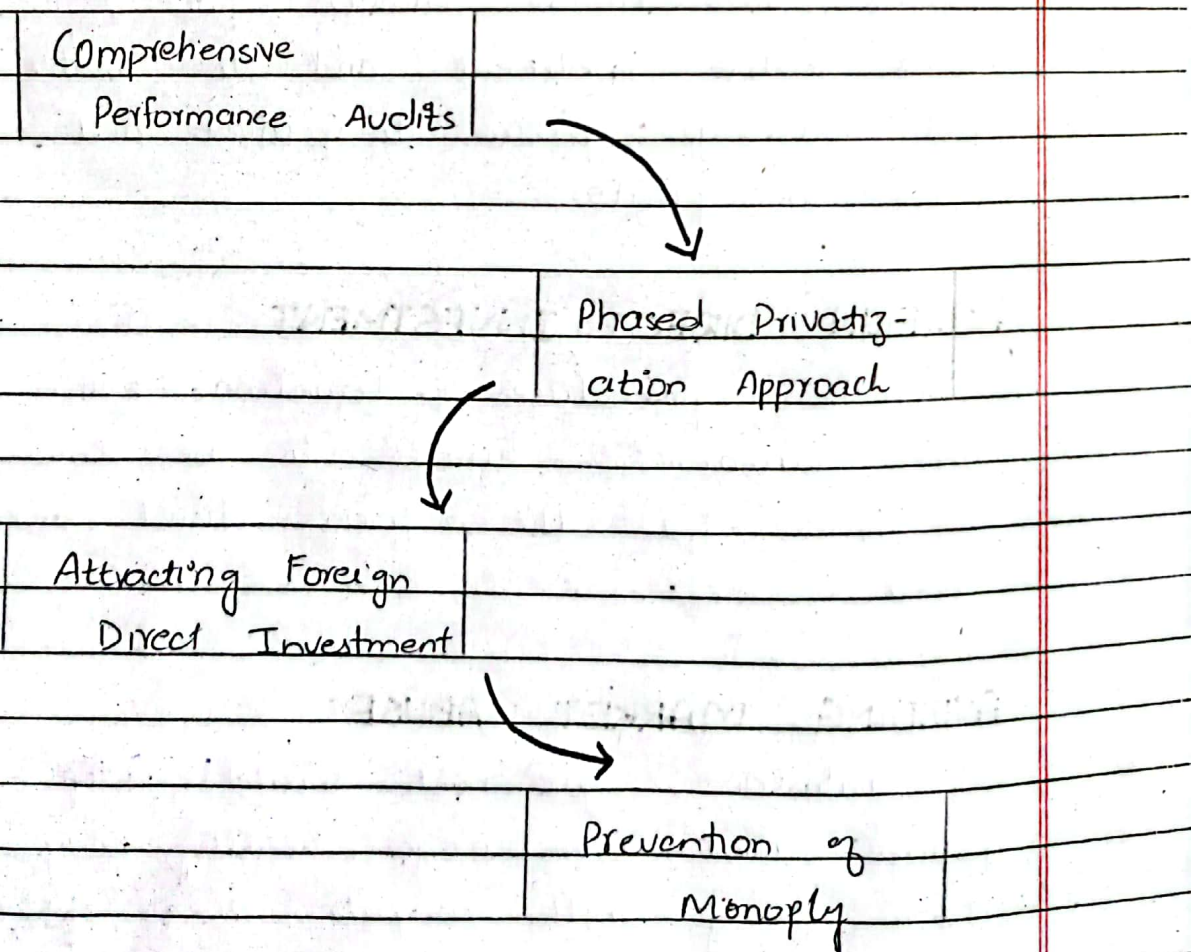 Comprehensive
Performance Audits
Phased Privatiz-
ation Approach
Attracting Foreign
Direct Investment
Prevention of
Monoply